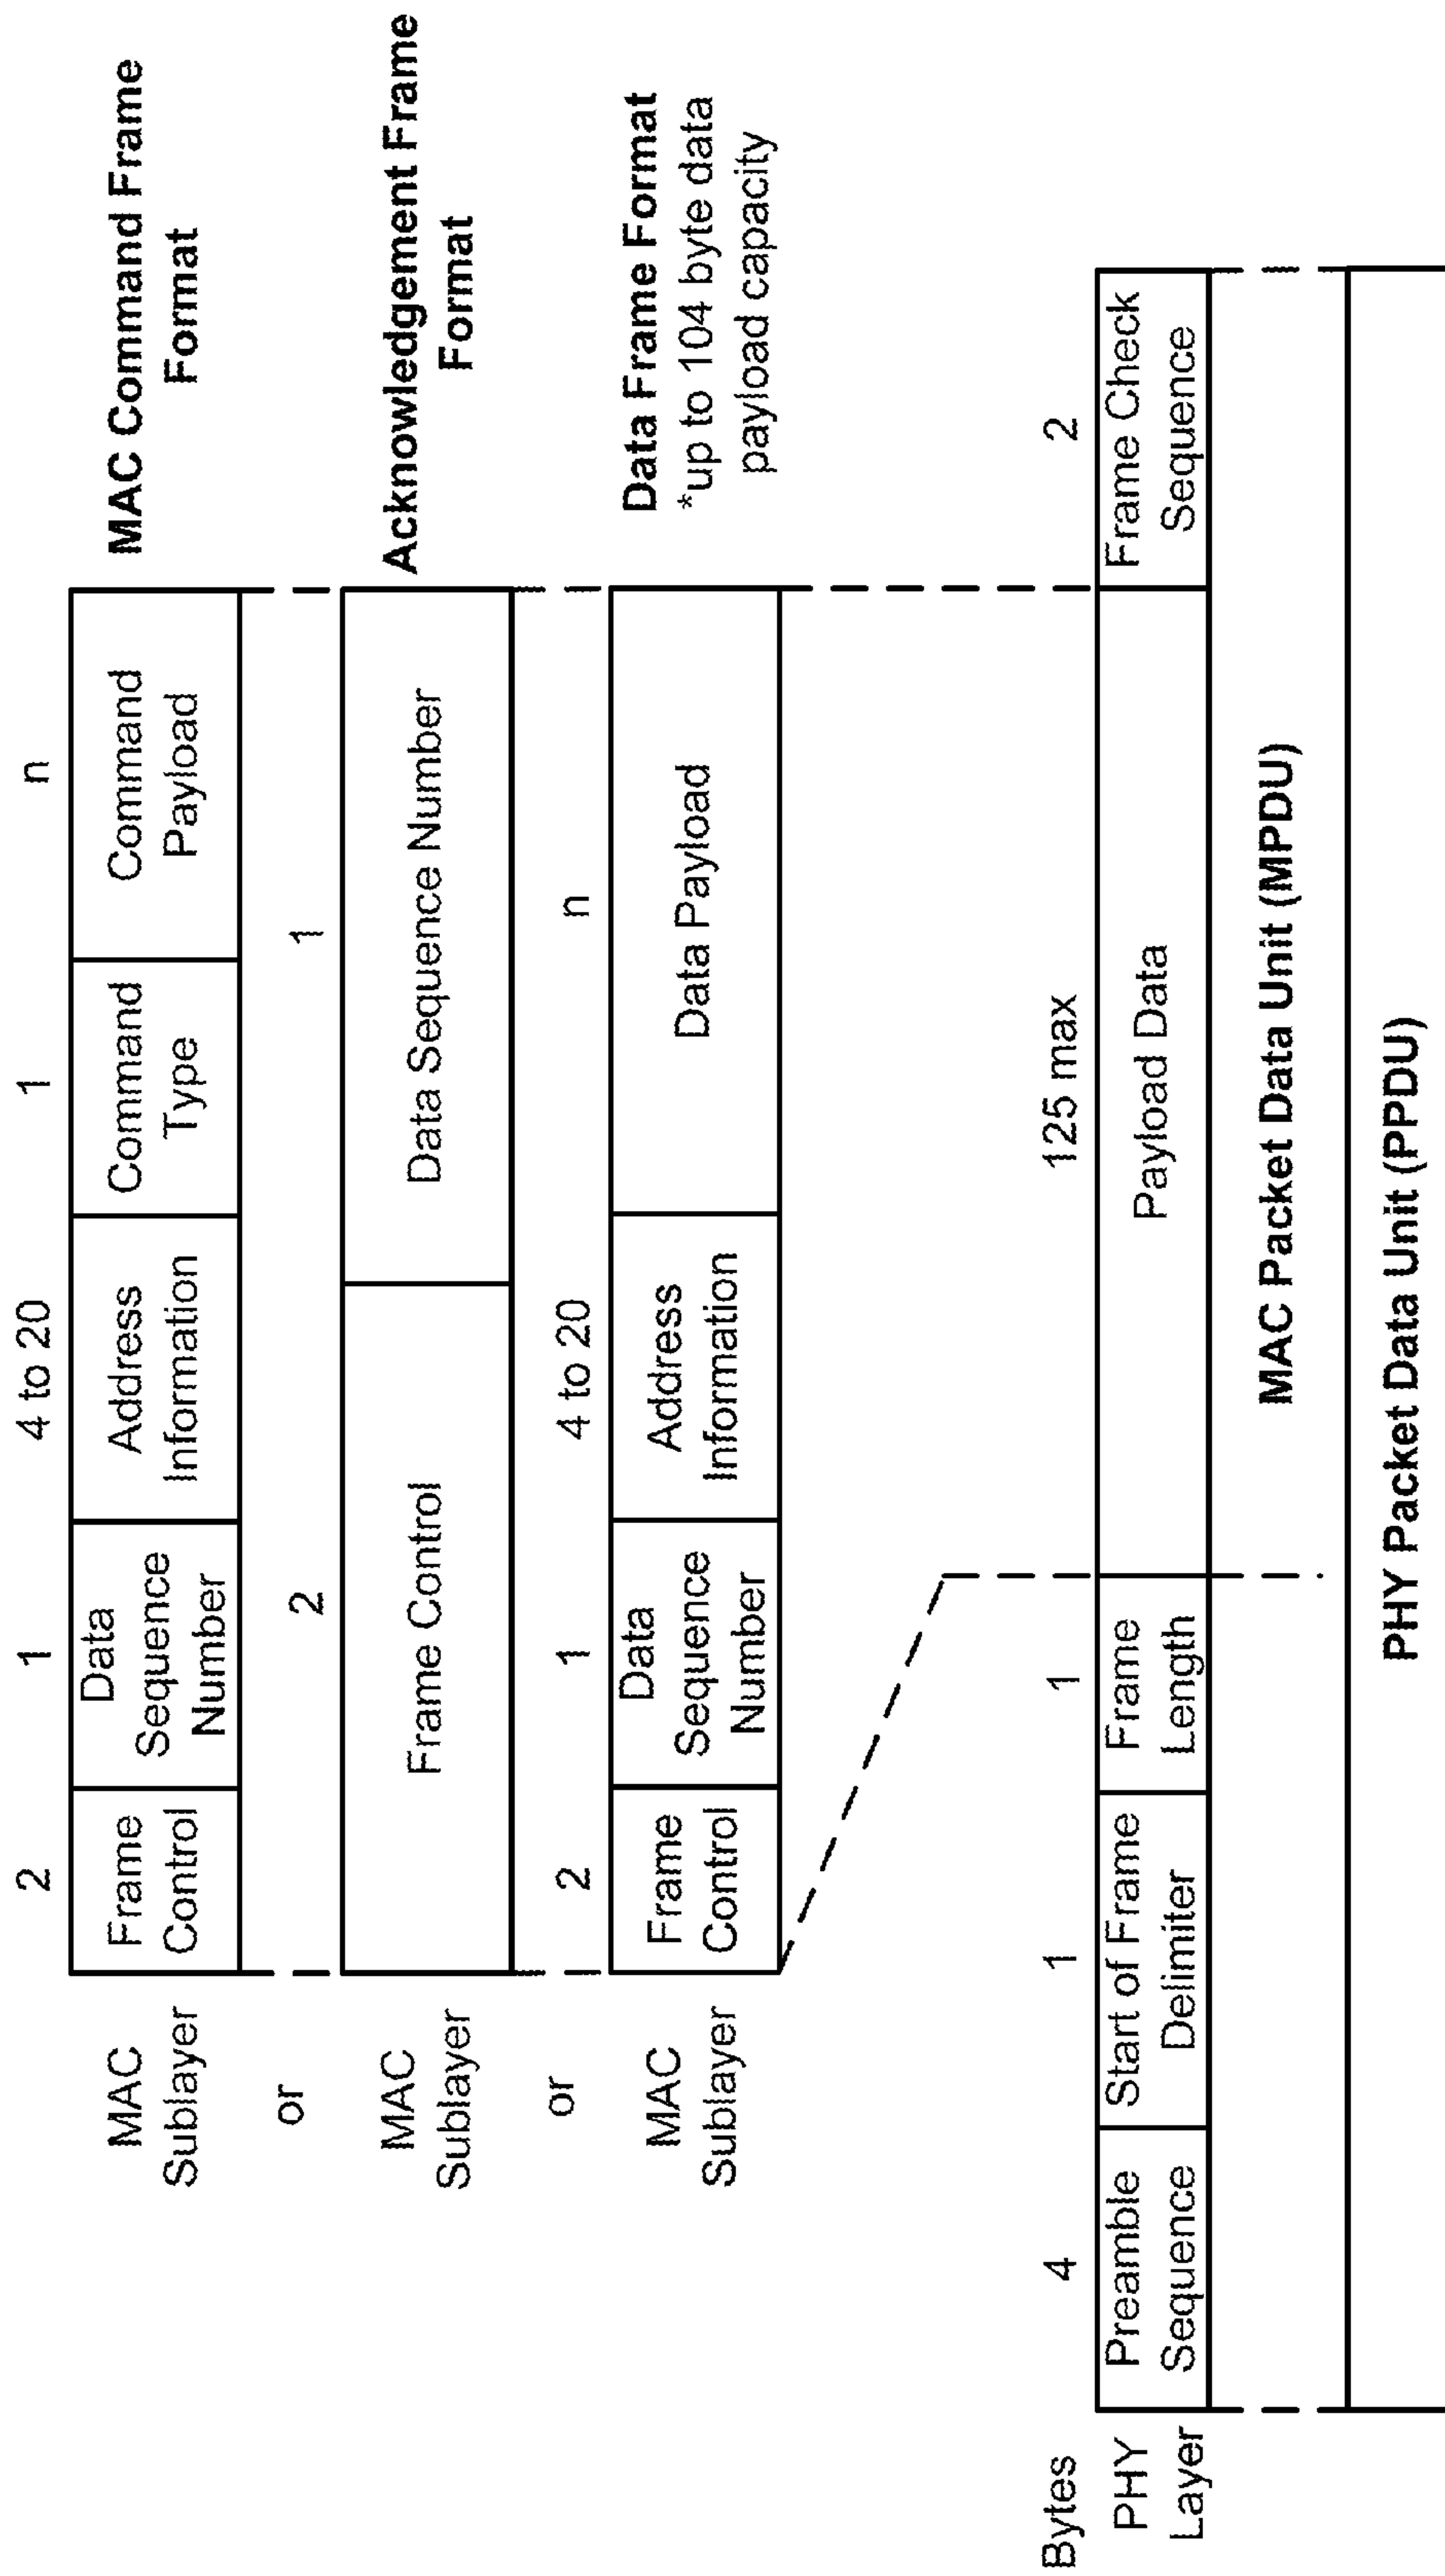 2 1 4 to 20 1 n
MAC Sublayer
Frame Control
Data Sequence Number
Address Information
Command Type
Command Payload
MAC Command Frame Format
or
2 1
MAC Sublayer
Frame Control
Data Sequence Number
Acknowledgement Frame Format
or
2 1 4 to 20 n
MAC Sublayer
Frame Control
Data Sequence Number
Address Information
Data Payload
Data Frame Format
*up to 104 byte data
payload capacity
Bytes 4 1 1 125 max 2
PHY Layer
Preamble Sequence
Start of Frame Delimiter
Frame Length
Payload Data
Frame Check Sequence
MAC Packet Data Unit (MPDU)
PHY Packet Data Unit (PPDU)